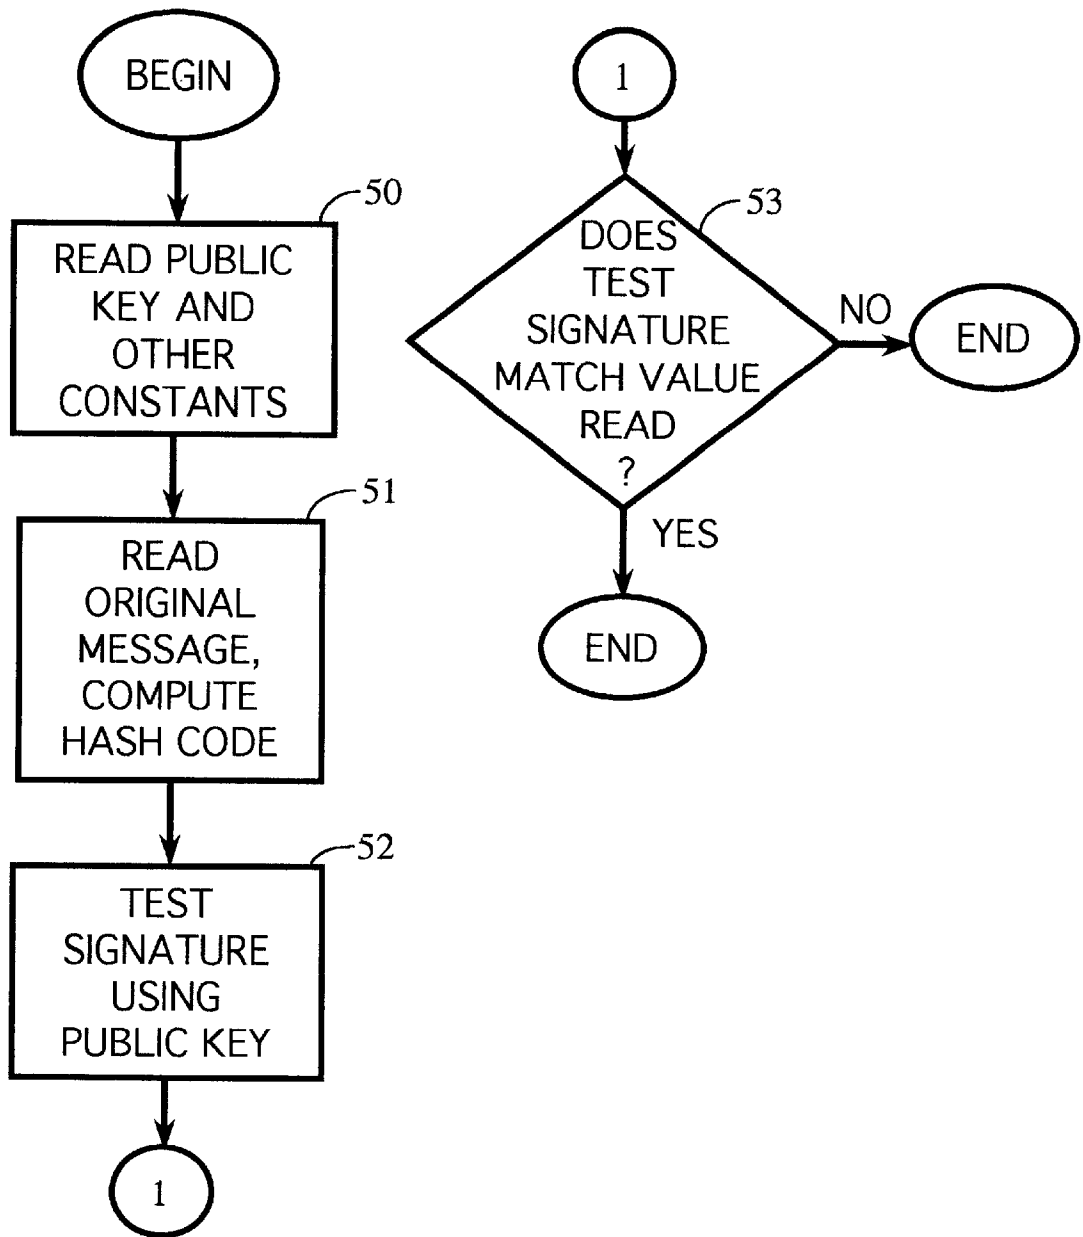 BEGIN
50
READ PUBLIC
KEY AND
OTHER
CONSTANTS
51
READ
ORIGINAL
MESSAGE,
COMPUTE
HASH CODE
52
TEST
SIGNATURE
USING
PUBLIC KEY
1
1
53
DOES
TEST
SIGNATURE
MATCH VALUE
READ
?
NO
END
YES
END